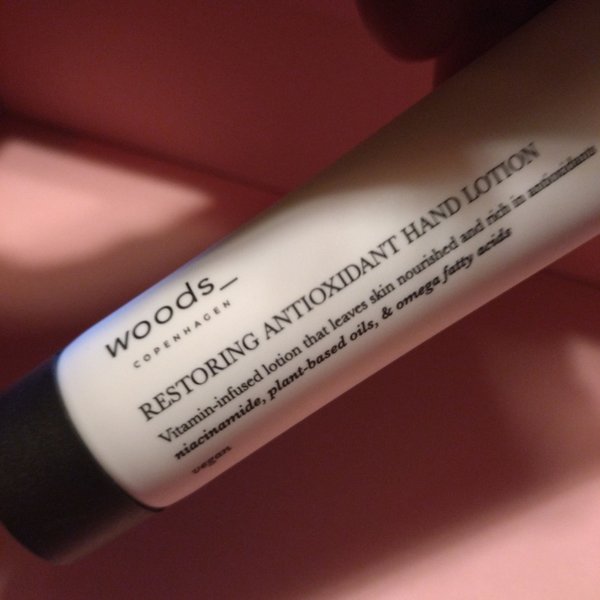 woods_
COPENHAGEN
RESTORING ANTIOXIDANT HAND LOTION
Vitamin-infused lotion that leaves skin nourished and rich in antioxidants
niacinamide, plant-based oils, & omega fatty acids
vegan